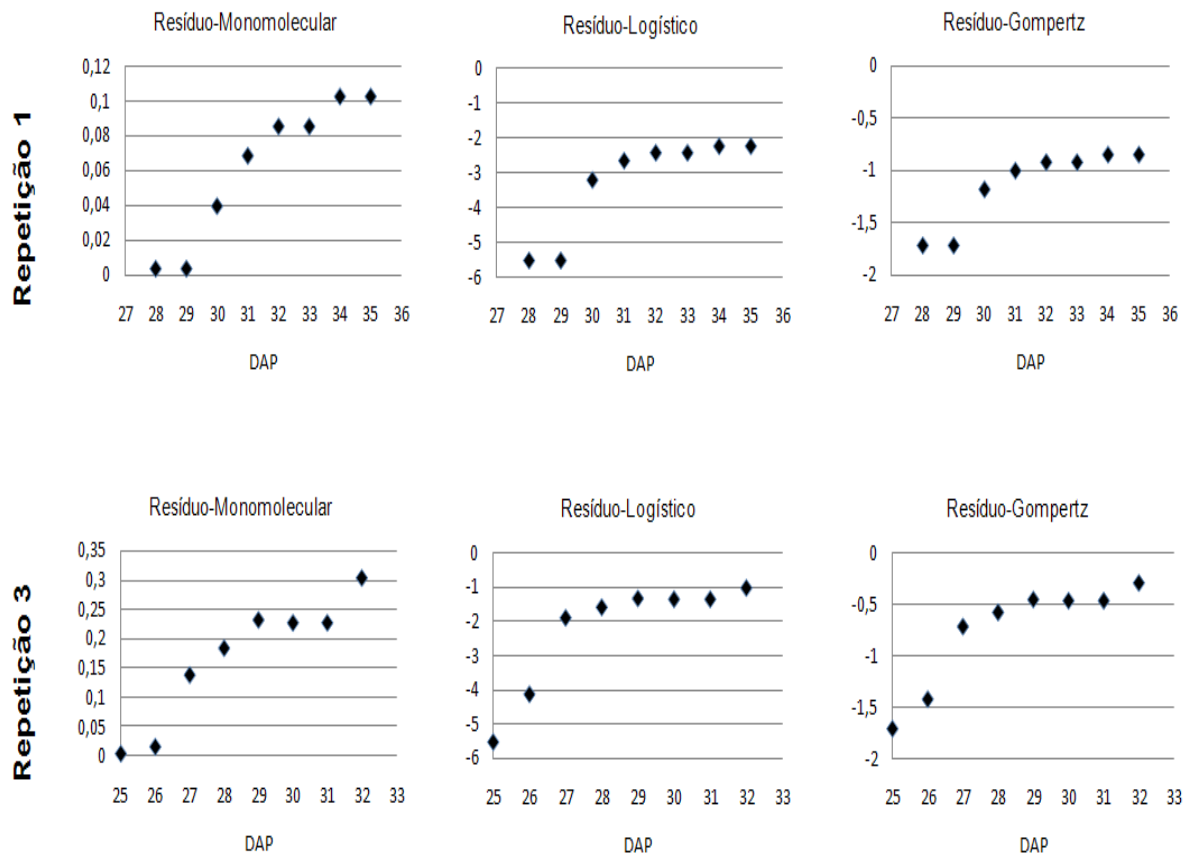 Resíduo-Monomolecular
Resíduo-Logístico
Resíduo-Gompertz
Repetição 1
0,12
0,1
0,08
0,06
0,04
0,02
0
27 28 29 30 31 32 33 34 35 36
DAP
0
-1
-2
-3
-4
-5
-6
27 28 29 30 31 32 33 34 35 36
DAP
0
-0,5
-1
-1,5
-2
27 28 29 30 31 32 33 34 35 36
DAP
Resíduo-Monomolecular
Resíduo-Logístico
Resíduo-Gompertz
Repetição 3
0,35
0,3
0,25
0,2
0,15
0,1
0,05
0
25 26 27 28 29 30 31 32 33
DAP
0
-1
-2
-3
-4
-5
-6
25 26 27 28 29 30 31 32 33
DAP
0
-0,5
-1
-1,5
-2
25 26 27 28 29 30 31 32 33
DAP